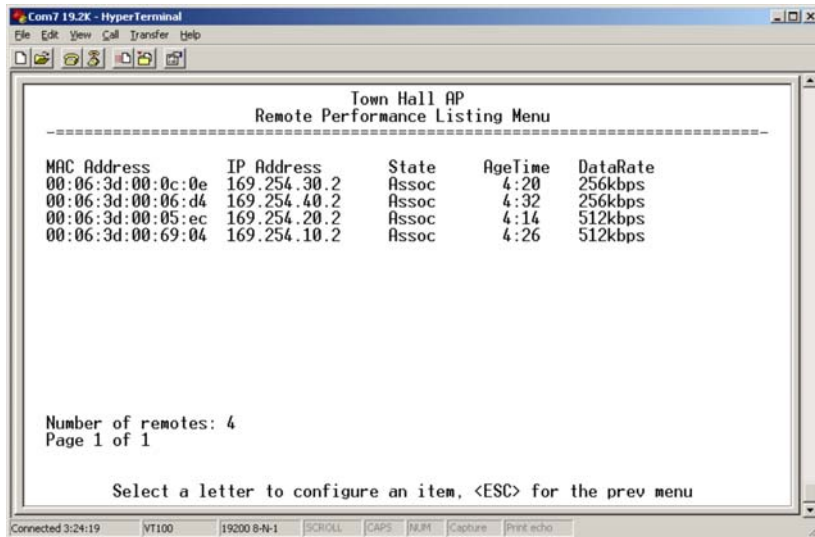 Com7 19.2K - HyperTerminal
File Edit View Call Transfer Help
Town Hall AP
Remote Performance Listing Menu
-==========================================================================-
MAC Address IP Address State AgeTime DataRate
00:06:3d:00:0c:0e 169.254.30.2 Assoc 4:20 256kbps
00:06:3d:00:06:d4 169.254.40.2 Assoc 4:32 256kbps
00:06:3d:00:05:ec 169.254.20.2 Assoc 4:14 512kbps
00:06:3d:00:69:04 169.254.10.2 Assoc 4:26 512kbps
Number of remotes: 4
Page 1 of 1
Select a letter to configure an item, <ESC> for the prev menu
Connected 3:24:19 VT100 19200 8-N-1 SCROLL CAPS NUM Capture Print echo